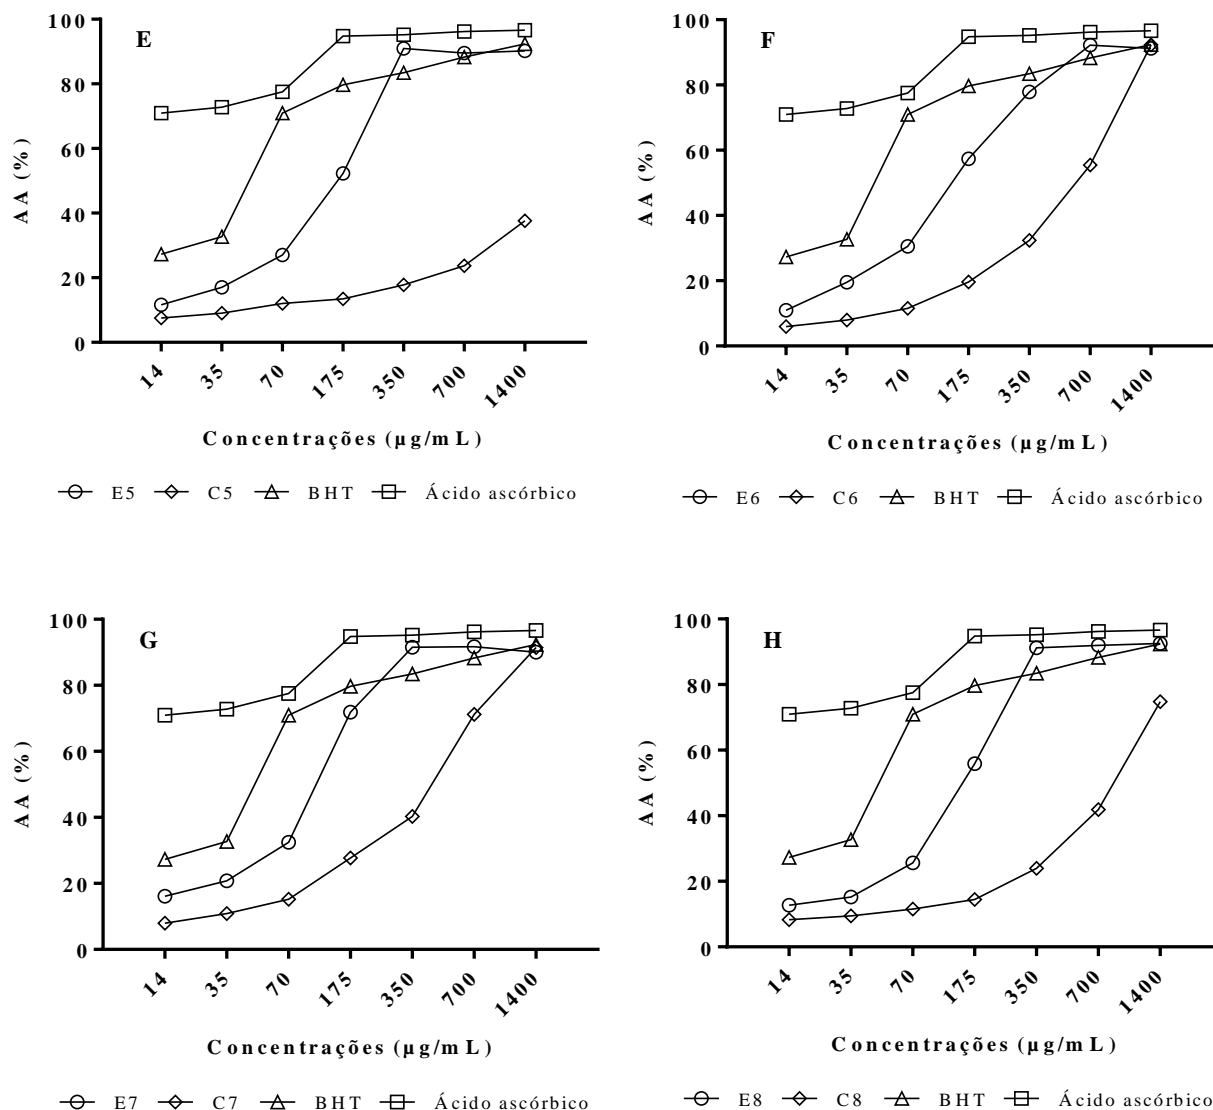 E
AA (%)
100
80
60
40
20
0
14 35 70 175 350 700 1400
Concentrações (µg/mL)
E5 C5 BHT Ácido ascórbico
F
AA (%)
100
80
60
40
20
0
14 35 70 175 350 700 1400
Concentrações (µg/mL)
E6 C6 BHT Ácido ascórbico
G
AA (%)
100
80
60
40
20
0
14 35 70 175 350 700 1400
Concentrações (µg/mL)
E7 C7 BHT Ácido ascórbico
H
AA (%)
100
80
60
40
20
0
14 35 70 175 350 700 1400
Concentrações (µg/mL)
E8 C8 BHT Ácido ascórbico